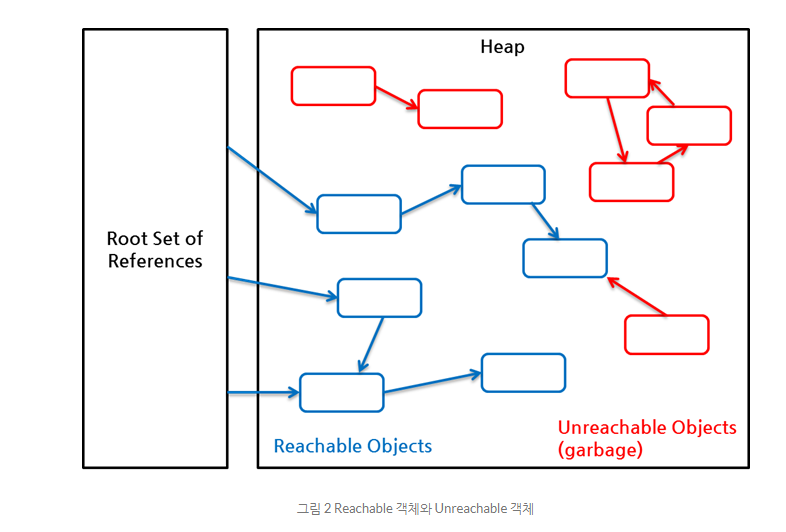 Heap
Root Set of
References
Reachable Objects
Unreachable Objects
(garbage)
그림 2 Reachable 객체와 Unreachable 객체